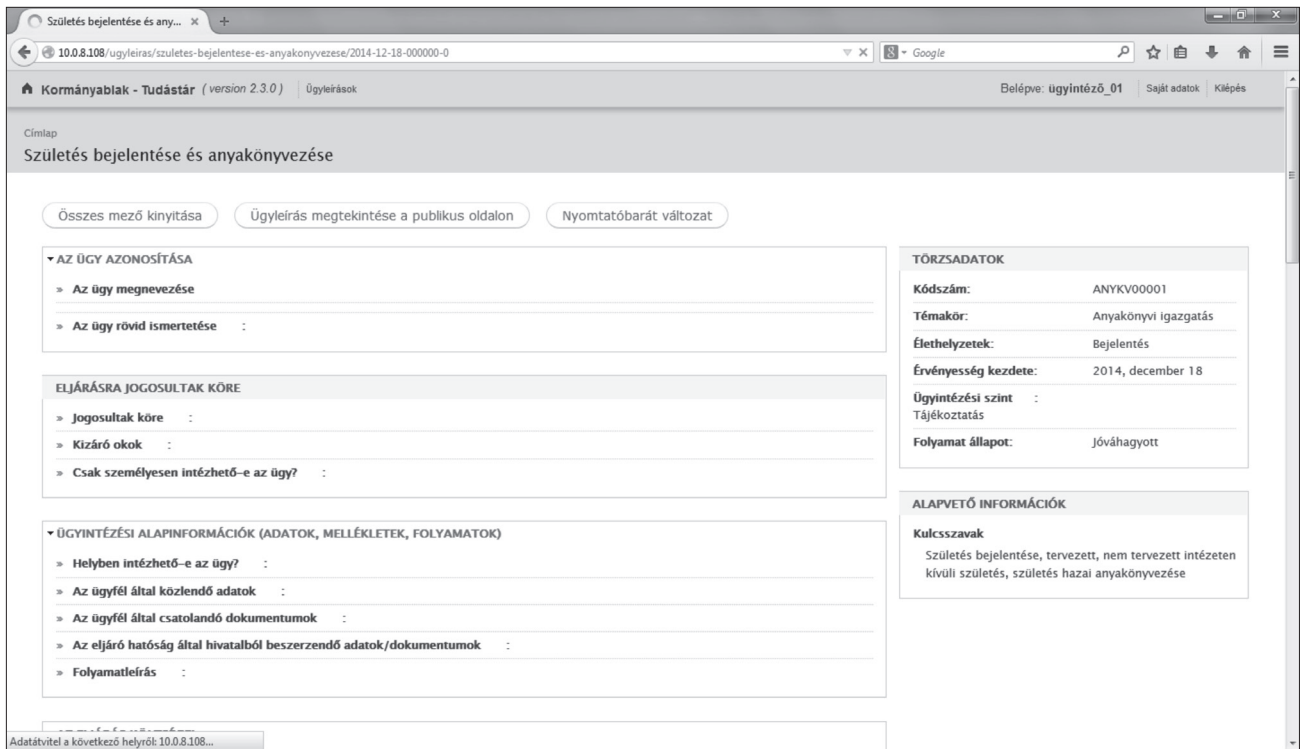 Születés bejelentése és any...
10.0.8.108/ugyleiras/szuletes-bejelentese-es-anyakonyvezese/2014-12-18-000000-0
Google
Kormányablak - Tudástár ( version 2.3.0 ) Ügyleírások
Belépve: ügyintéző_01 Saját adatok Kilépés
Címlap
Születés bejelentése és anyakönyvezése
Összes mező kinyitása
Ügyleírás megtekintése a publikus oldalon
Nyomtatóbarát változat
AZ ÜGY AZONOSÍTÁSA
» Az ügy megnevezése
» Az ügy rövid ismertetése :
ELJÁRÁSRA JOGOSULTAK KÖRE
» Jogosultak köre :
» Kizáró okok :
» Csak személyesen intézhető-e az ügy? :
ÜGYINTÉZÉSI ALAPINFORMÁCIÓK (ADATOK, MELLÉKLETEK, FOLYAMATOK)
» Helyben intézhető-e az ügy? :
» Az ügyfél által közlendő adatok :
» Az ügyfél által csatolandó dokumentumok :
» Az eljáró hatóság által hivatalból beszerzendő adatok/dokumentumok :
» Folyamatleírás :
TÖRZSADATOK
Kódszám: ANYKV00001
Témakör: Anyakönyvi igazgatás
Élethelyzetek: Bejelentés
Érvényesség kezdete: 2014, december 18
Ügyintézési szint :
Tájékoztatás
Folyamat állapot: Jóváhagyott
ALAPVETŐ INFORMÁCIÓK
Kulcsszavak
Születés bejelentése, tervezett, nem tervezett intézeten
kívüli születés, születés hazai anyakönyvezése
Adatátvitel a következő helyről: 10.0.8.108...